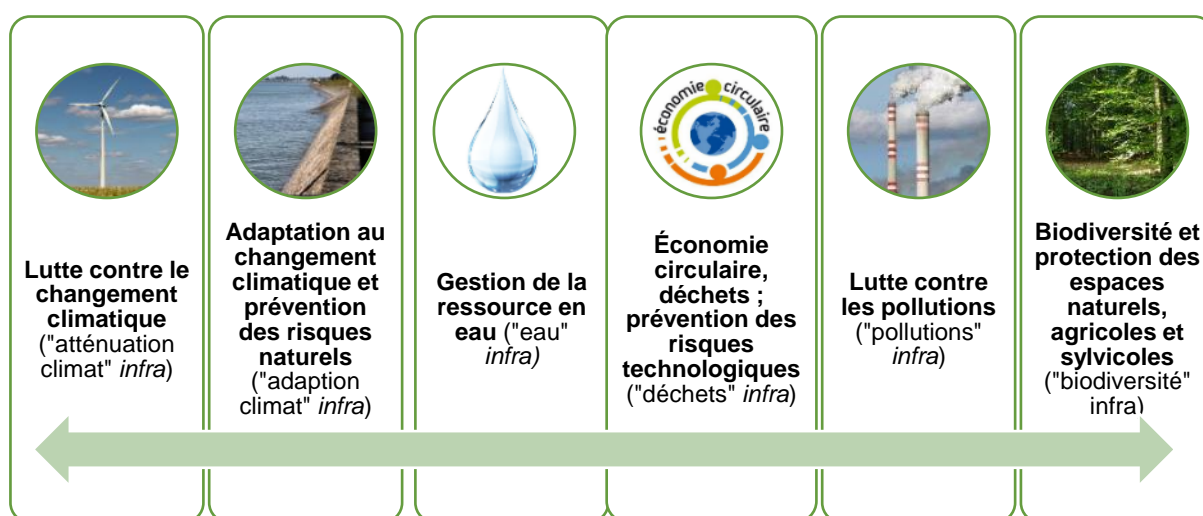 économie circulaire
Lutte contre le
changement
climatique
("atténuation
climat" infra)
Adaptation au
changement
climatique et
prévention
des risques
naturels
("adaption
climat" infra)
Gestion de la
ressource en
eau ("eau"
infra)
Économie
circulaire,
déchets ;
prévention des
risques
technologiques
("déchets" infra)
Lutte contre
les pollutions
("pollutions"
infra)
Biodiversité et
protection des
espaces
naturels,
agricoles et
sylvicoles
("biodiversité"
infra)